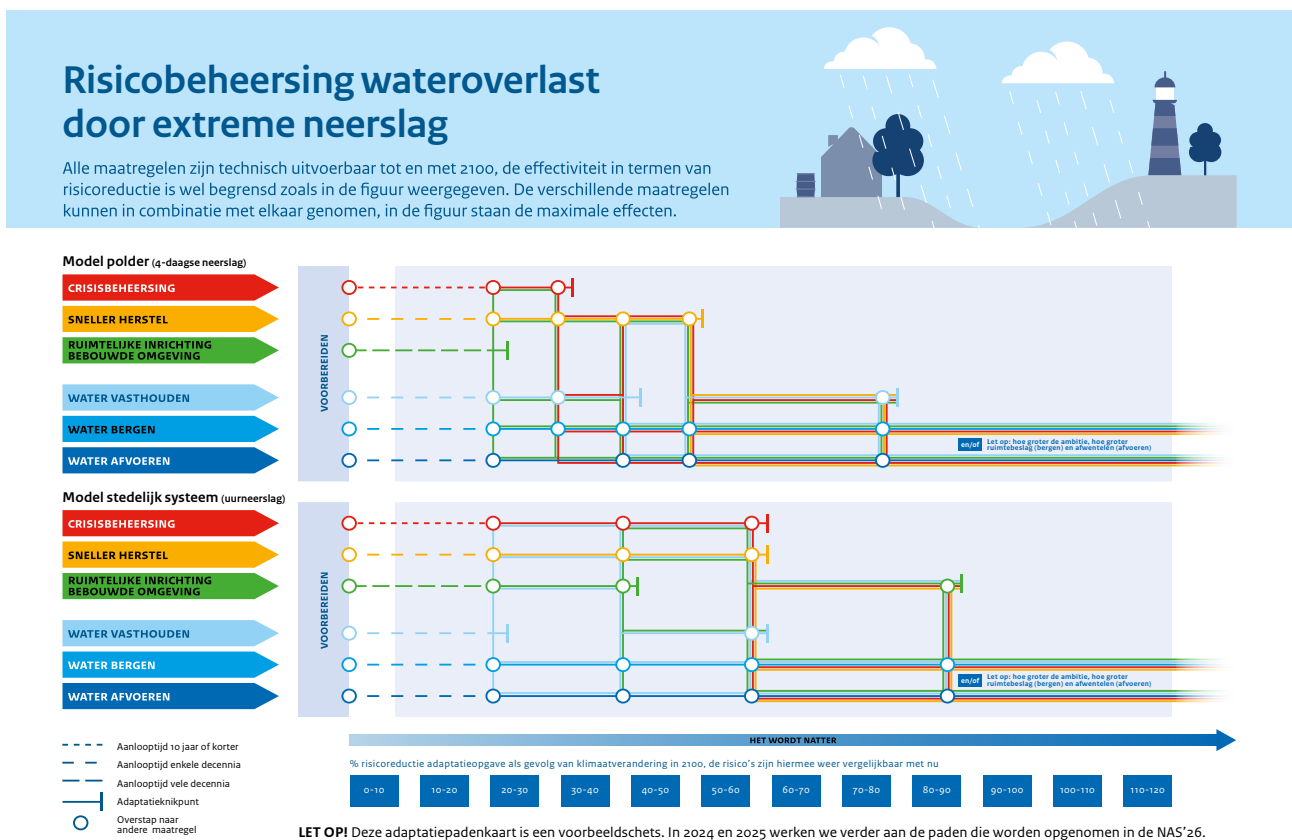 Risicobeheersing wateroverlast
door extreme neerslag
Alle maatregelen zijn technisch uitvoerbaar tot en met 2100, de effectiviteit in termen van
risicoreductie is wel begrensd zoals in de figuur weergegeven. De verschillende maatregelen
kunnen in combinatie met elkaar genomen, in de figuur staan de maximale effecten.
Model polder (4-daagse neerslag)
CRISISBEHEERSING
SNELLER HERSTEL
RUIMTELIJKE INRICHTING
BEBOUWDE OMGEVING
WATER VASTHOUDEN
WATER BERGEN
WATER AFVOEREN
VOORBEREIDEN
en/of
Let op: hoe groter de ambitie, hoe groter
ruimtebeslag (bergen) en afwentelen (afvoeren)
Model stedelijk systeem (uurneerslag)
CRISISBEHEERSING
SNELLER HERSTEL
RUIMTELIJKE INRICHTING
BEBOUWDE OMGEVING
WATER VASTHOUDEN
WATER BERGEN
WATER AFVOEREN
VOORBEREIDEN
en/of
Let op: hoe groter de ambitie, hoe groter
ruimtebeslag (bergen) en afwentelen (afvoeren)
Aanlooptijd 10 jaar of korter
Aanlooptijd enkele decennia
Aanlooptijd vele decennia
Adaptatieknikpunt
Overstap naar
andere maatregel
HET WORDT NATTER
% risicoreductie adaptatieopgave als gevolg van klimaatverandering in 2100, de risico's zijn hiermee weer vergelijkbaar met nu
0-10 10-20 20-30 30-40 40-50 50-60 60-70 70-80 80-90 90-100 100-110 110-120
LET OP! Deze adaptatiepadenkaart is een voorbeeldschets. In 2024 en 2025 werken we verder aan de paden die worden opgenomen in de NAS'26.